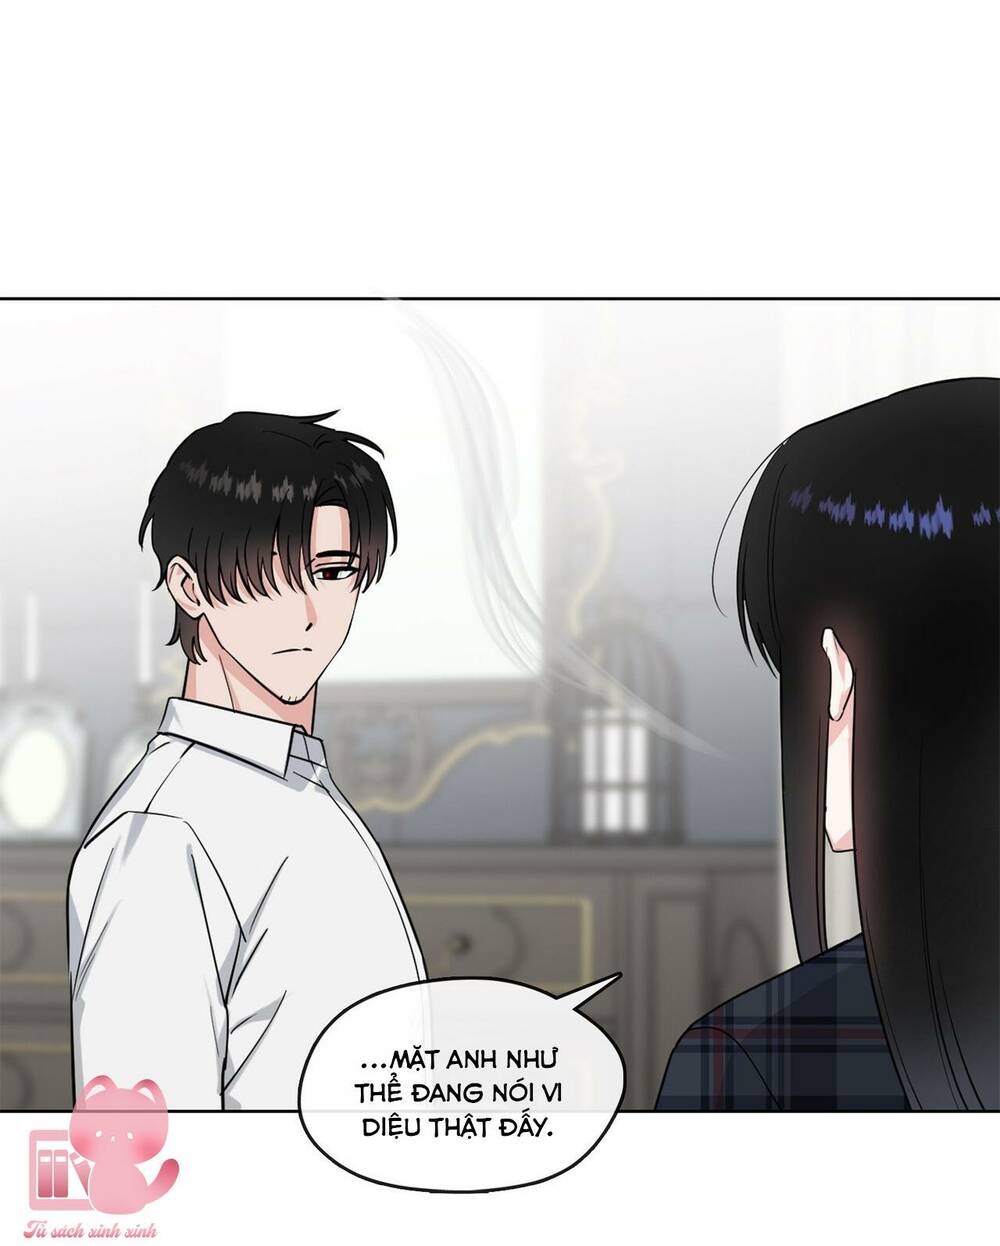 ...MẶT ANH NHƯ
THỂ ĐANG NÓI VI
DIỆU THẬT ĐẤY.
Tủ sách xinh xinh